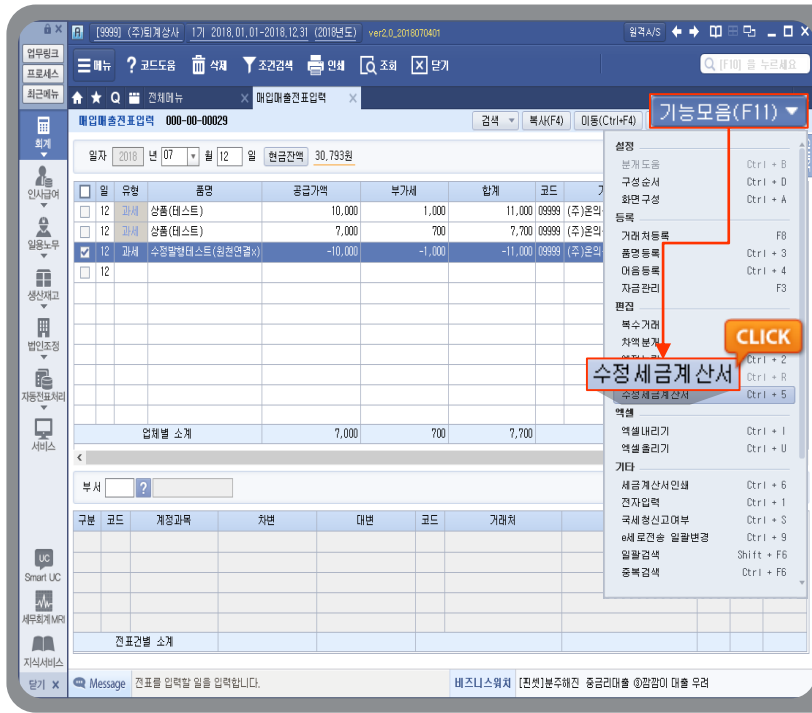 [9999] (주)퇴계상사 1기 2018.01.01-2018.12.31 (2018년도) ver2.0_2018070401 원격A/S
업무링크
프로세스
최근메뉴
메뉴 ? 코드도움 삭제 조건검색 인쇄 조회 닫기 [F10] 을 누르세요
전체메뉴 × 매입매출전표입력 ×
매입매출전표입력 000-00-00029 검색 복사(F4) 이동(Ctrl+F4) 기능모음(F11) ▼
일자 2018 년 07 월 12 일 현금잔액 30,793원
일 유형 품명 공급가액 부가세 합계 코드
12 과세 상품(테스트) 10,000 1,000 11,000 09999 (주)온의
12 과세 상품(테스트) 7,000 700 7,700 09999 (주)온의
12 과세 수정발행테스트(원천연결x) -10,000 -1,000 -11,000 09999 (주)온의
12
업체별 소계 7,000 700 7,700
부서 ?
구분 코드 계정과목 차변 대변 코드 거래처
전표건별 소계
회계
인사급여
일용노무
생산재고
법인조정
자동전표처리
서비스
UC
Smart UC
세무회계MRI
지식서비스
닫기 x
설정
분개도움 Ctrl + B
구성순서 Ctrl + D
화면구성 Ctrl + A
등록
거래처등록 F8
품명등록 Ctrl + 3
어음등록 Ctrl + 4
자금관리 F3
편집
복수거래
차액분개
CLICK
Ctrl + 2
수정세금계산서
Ctrl + R
수정세금계산서 Ctrl + 5
엑셀
엑셀내리기 Ctrl + I
엑셀올리기 Ctrl + U
기타
세금계산서인쇄 Ctrl + 6
전자입력 Ctrl + 1
국세청신고여부 Ctrl + S
e세로전송 일괄변경 Ctrl + 9
일괄검색 Shift + F6
중복검색 Ctrl + F6
Message 전표를 입력할 일을 입력합니다. 비즈니스워치 [핀셋]분주해진 중금리대출 ③깜깜이 대출 우려